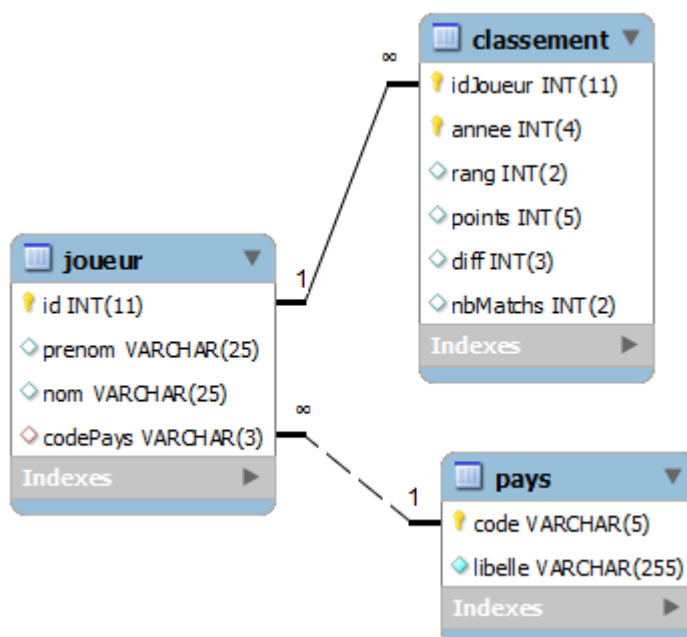 classement
∞
idJoueur INT(11)
annee INT(4)
rang INT(2)
points INT(5)
diff INT(3)
nbMatchs INT(2)
Indexes
joueur
1
id INT(11)
prenom VARCHAR(25)
nom VARCHAR(25)
codePays VARCHAR(3)
∞
Indexes
pays
1
code VARCHAR(5)
libelle VARCHAR(255)
Indexes